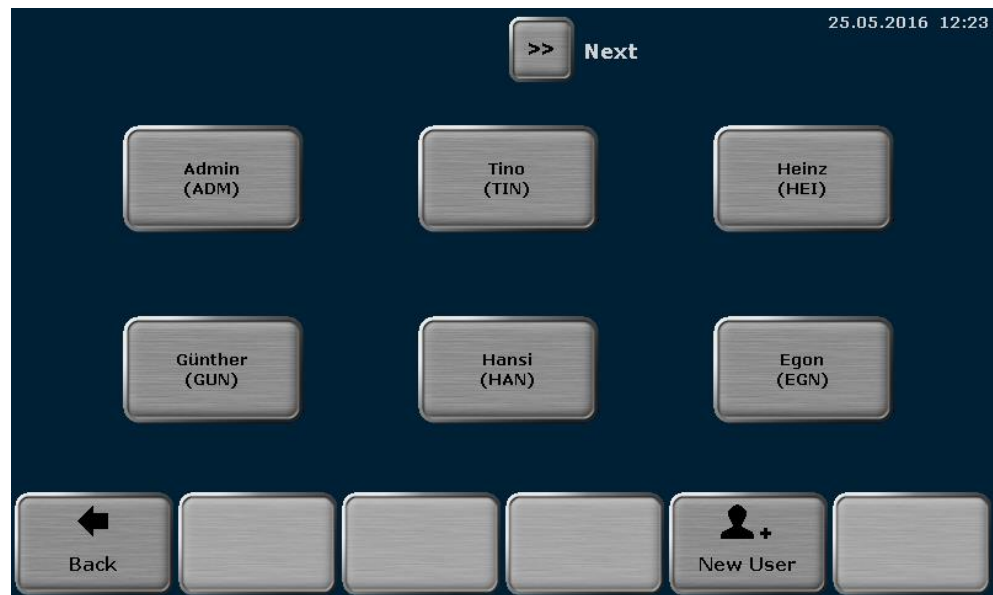 25.05.2016 12:23
>> Next
Admin
(ADM)
Tino
(TIN)
Heinz
(HEI)
Günther
(GUN)
Hansi
(HAN)
Egon
(EGN)
Back
New User